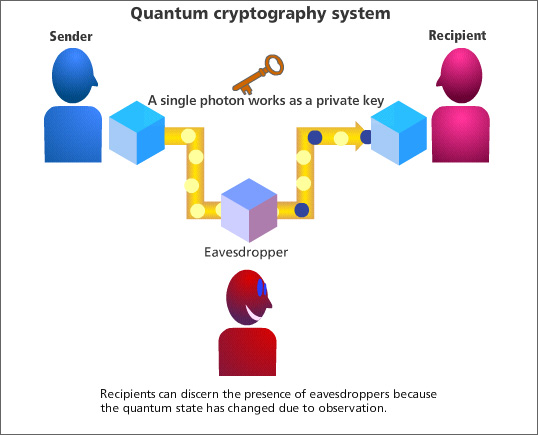 Quantum cryptography system
Sender
Recipient
A single photon works as a private key
Eavesdropper
Recipients can discern the presence of eavesdroppers because
the quantum state has changed due to observation.